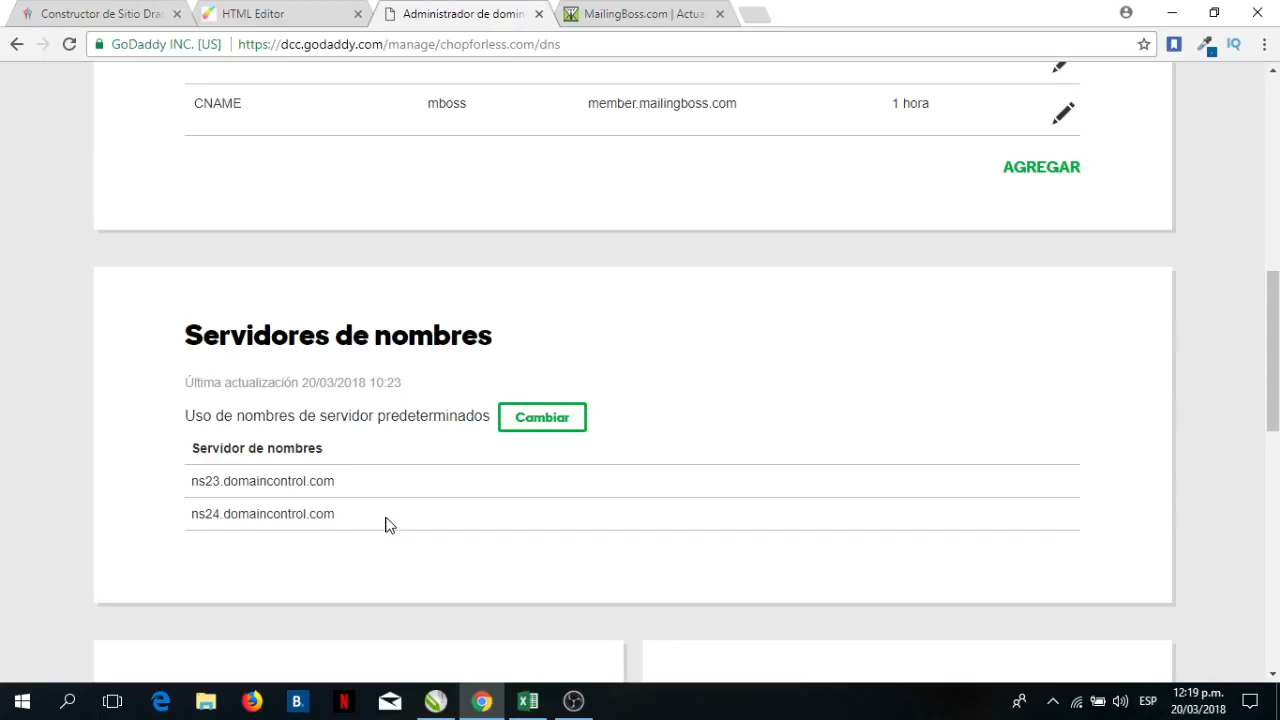 Constructor de Sitio Drac
HTML Editor
Administrador de domin
MailingBoss.com | Actua
GoDaddy INC. [US]
https://dcc.godaddy.com/manage/chopforless.com/dns
IQ
CNAME mboss member.mailingboss.com 1 hora
AGREGAR
Servidores de nombres
Última actualización 20/03/2018 10:23
Uso de nombres de servidor predeterminados Cambiar
Servidor de nombres
ns23.domaincontrol.com
ns24.domaincontrol.com
B.
N
ESP
12:19 p.m.
20/03/2018